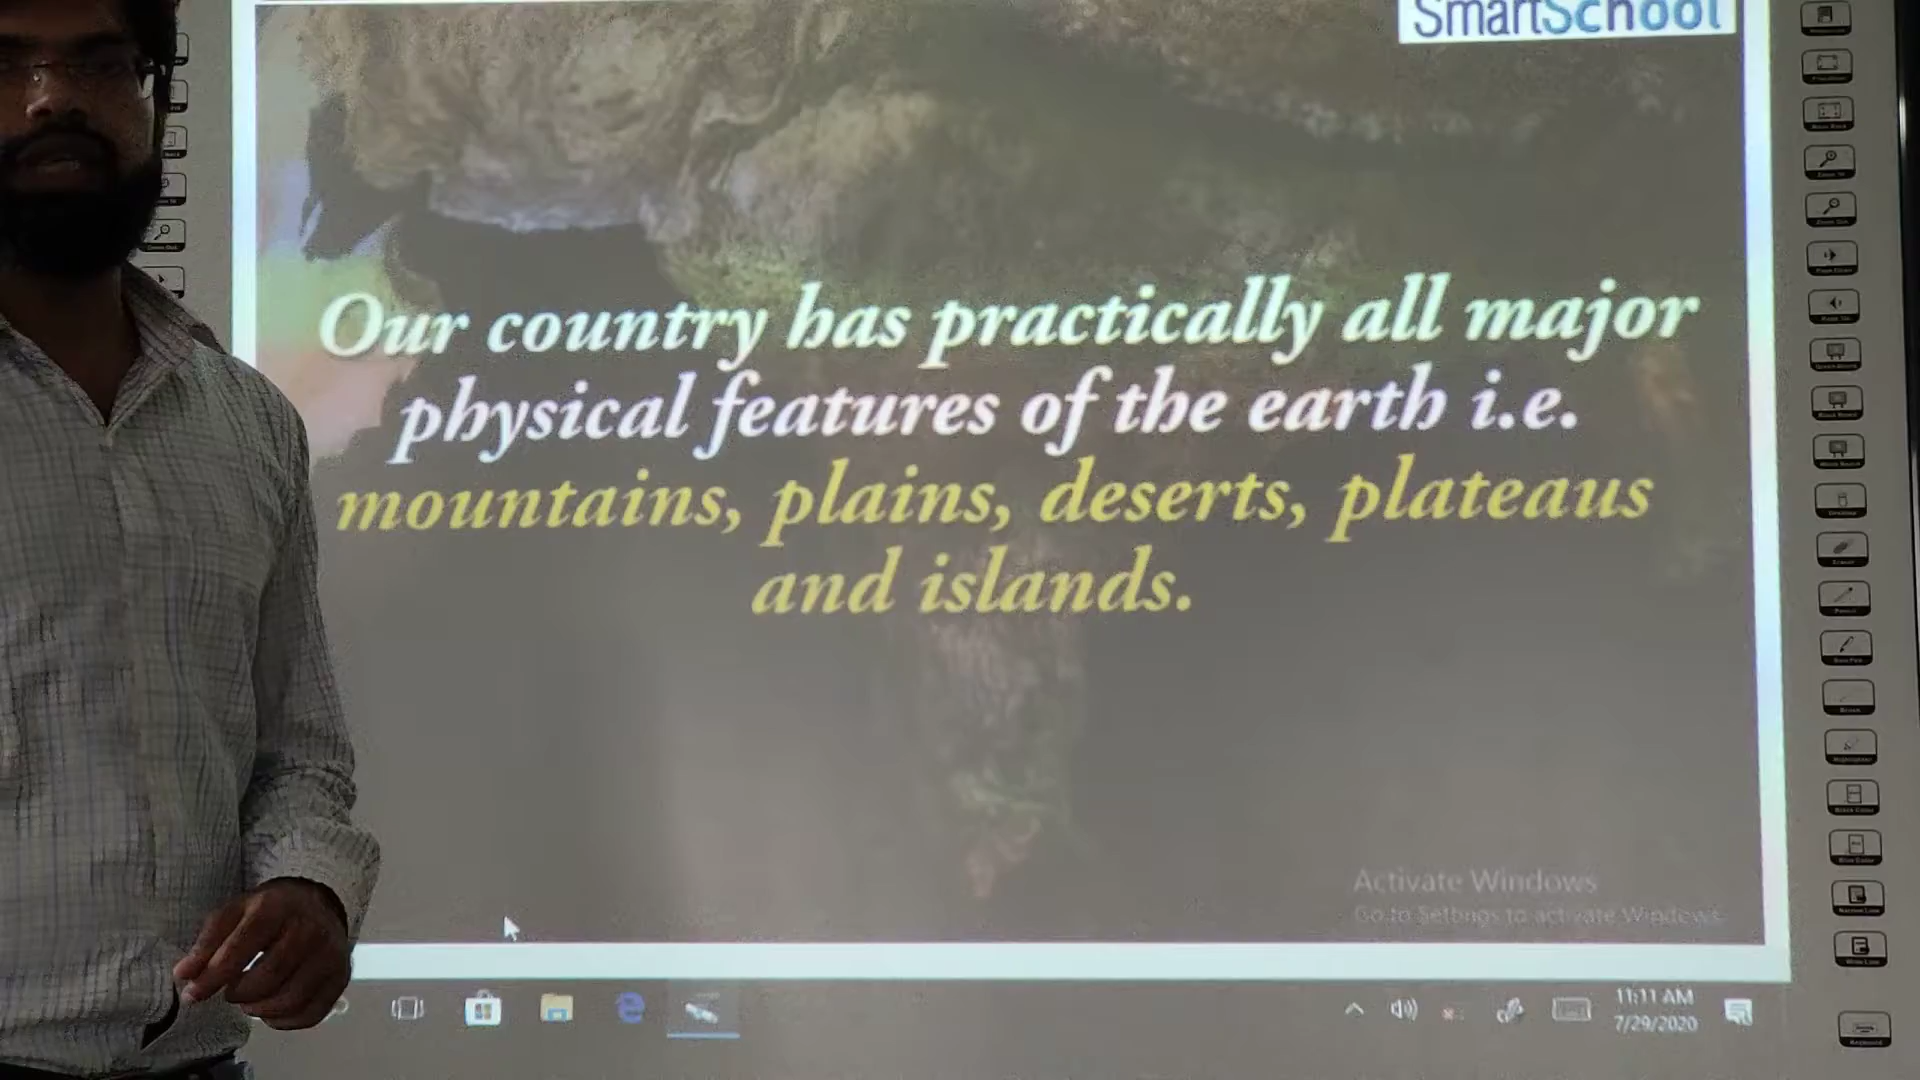 SmartSchool
Our country has practically all major
physical features of the earth i.e.
mountains, plains, deserts, plateaus
and islands.
Activate Windows
Go to Settings to activate Windows.
11:11 AM
7/29/2020